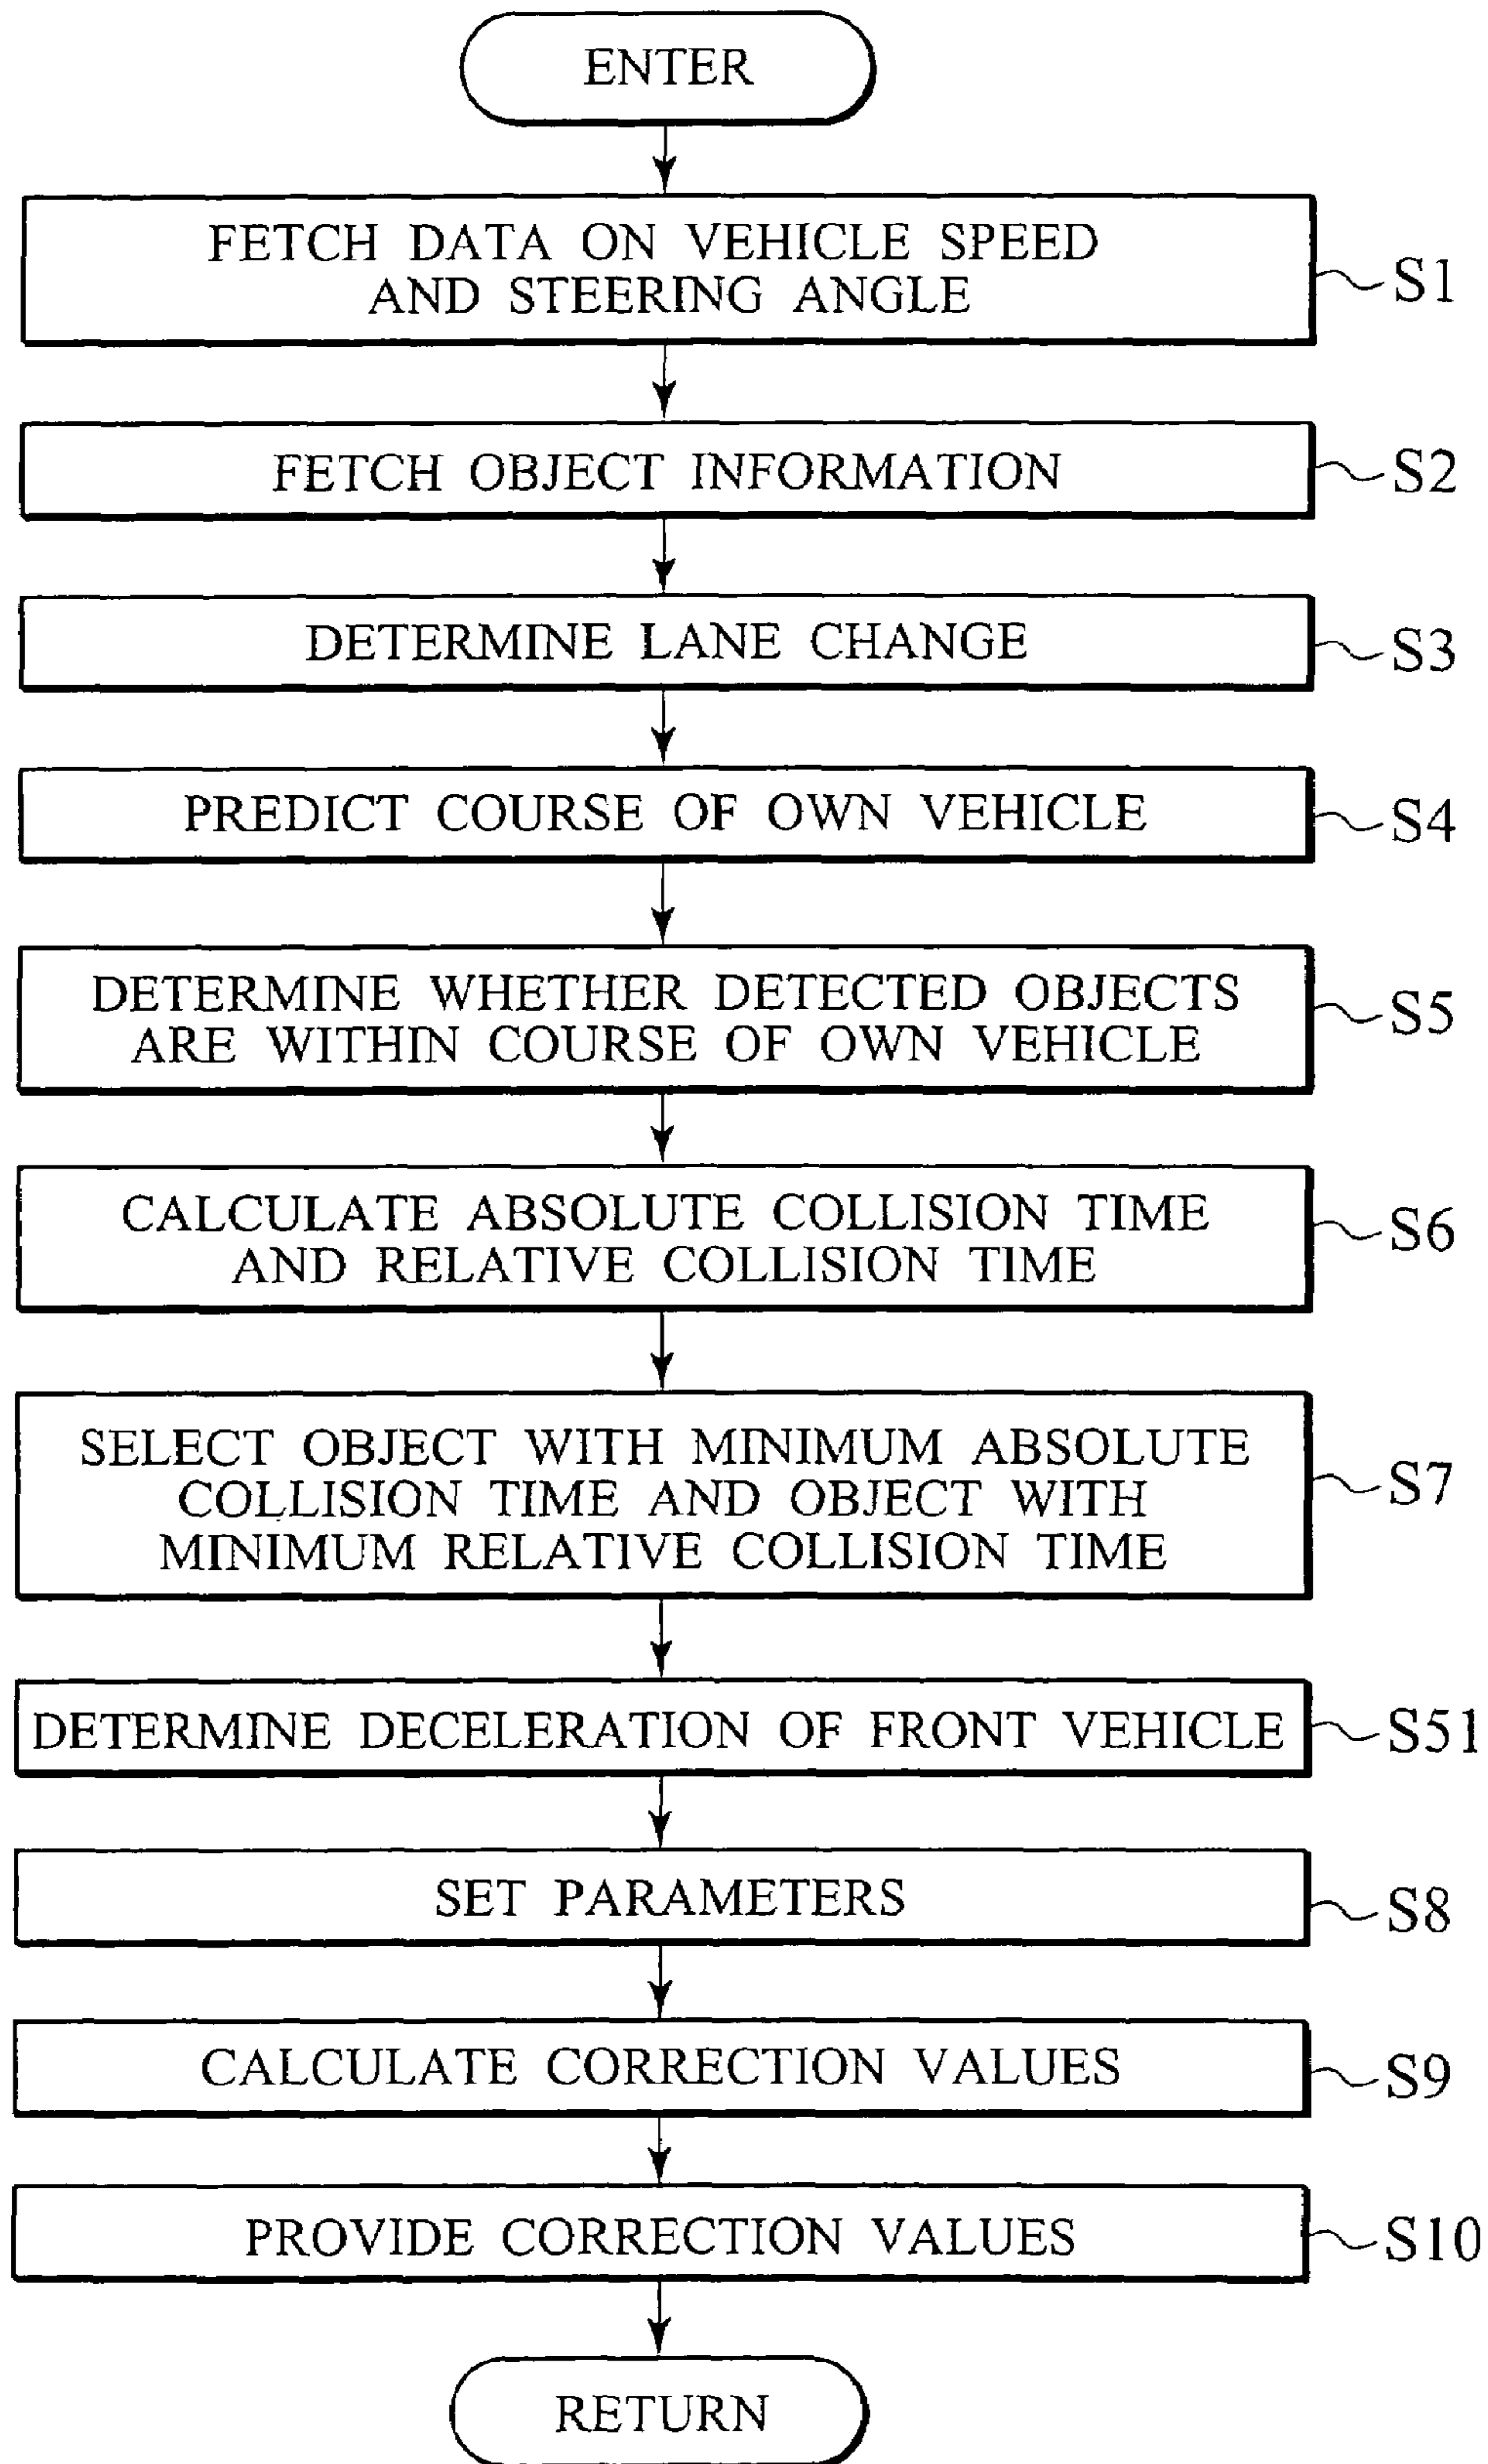 ENTER
FETCH DATA ON VEHICLE SPEED
AND STEERING ANGLE
S1
FETCH OBJECT INFORMATION
S2
DETERMINE LANE CHANGE
S3
PREDICT COURSE OF OWN VEHICLE
S4
DETERMINE WHETHER DETECTED OBJECTS
ARE WITHIN COURSE OF OWN VEHICLE
S5
CALCULATE ABSOLUTE COLLISION TIME
AND RELATIVE COLLISION TIME
S6
SELECT OBJECT WITH MINIMUM ABSOLUTE
COLLISION TIME AND OBJECT WITH
MINIMUM RELATIVE COLLISION TIME
S7
DETERMINE DECELERATION OF FRONT VEHICLE
S51
SET PARAMETERS
S8
CALCULATE CORRECTION VALUES
S9
PROVIDE CORRECTION VALUES
S10
RETURN